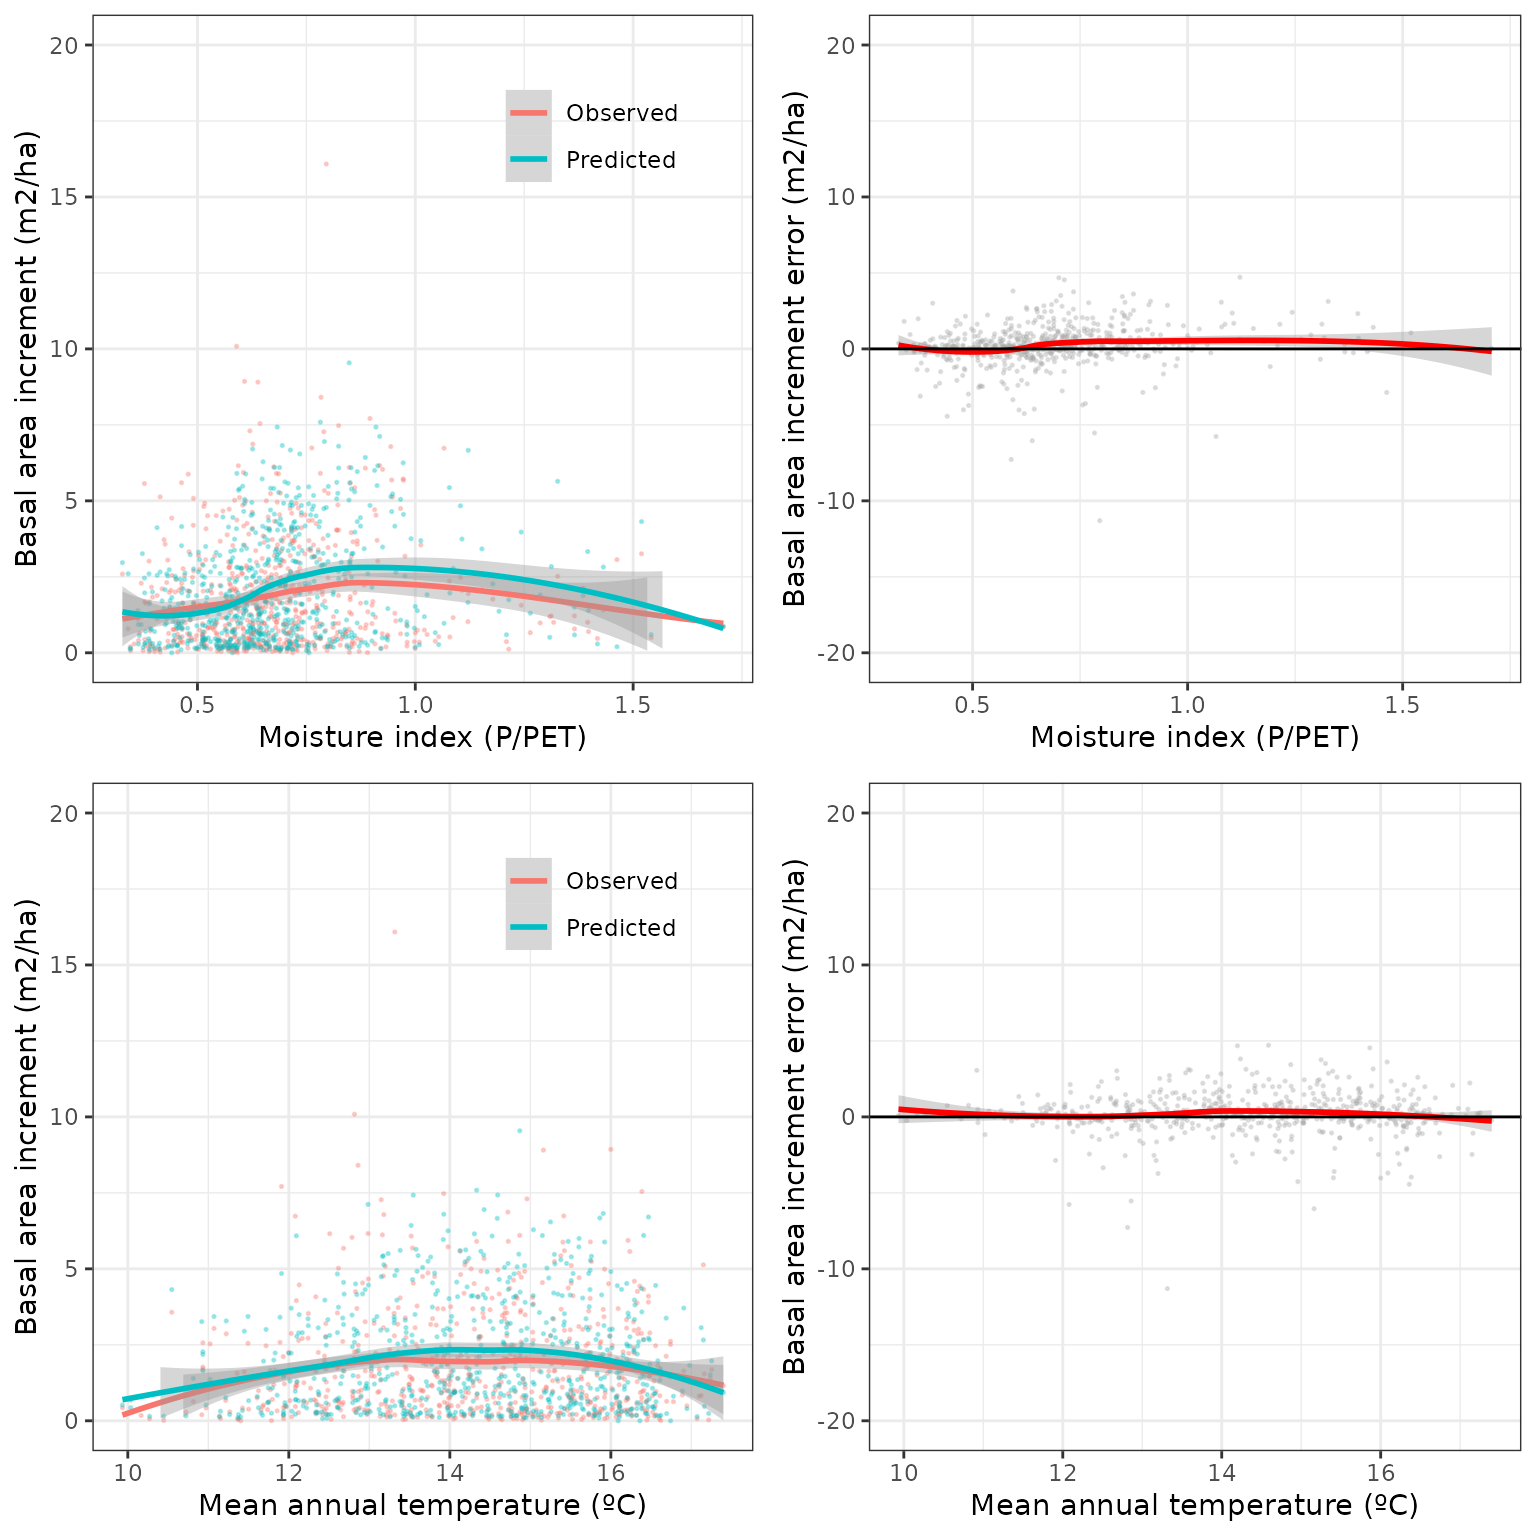 Basal area increment (m2/ha)
20
15
10
5
0
Observed
Predicted
0.5 1.0 1.5
Moisture index (P/PET)
Basal area increment error (m2/ha)
20
10
0
-10
-20
0.5 1.0 1.5
Moisture index (P/PET)
Basal area increment (m2/ha)
20
15
10
5
0
Observed
Predicted
10 12 14 16
Mean annual temperature (ºC)
Basal area increment error (m2/ha)
20
10
0
-10
-20
10 12 14 16
Mean annual temperature (ºC)